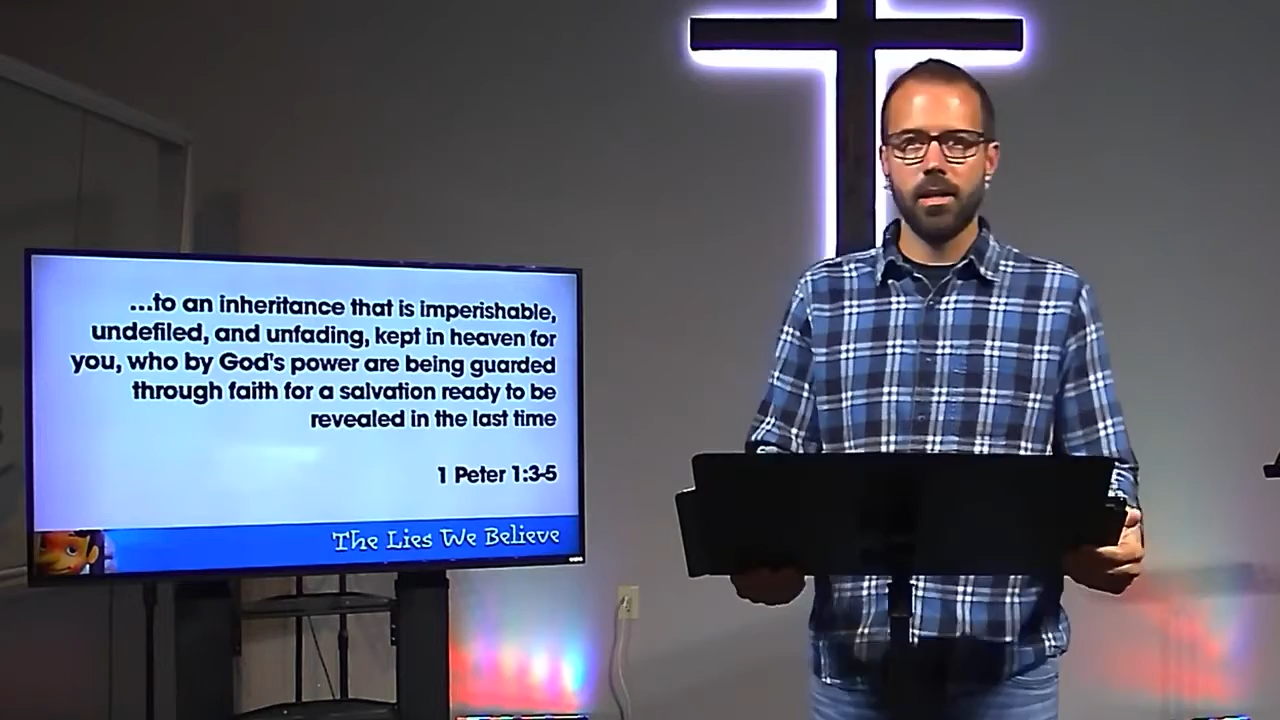 ...to an inheritance that is imperishable,
undefiled, and unfading, kept in heaven for
you, who by God's power are being guarded
through faith for a salvation ready to be
revealed in the last time
1 Peter 1:3-5
The Lies We Believe